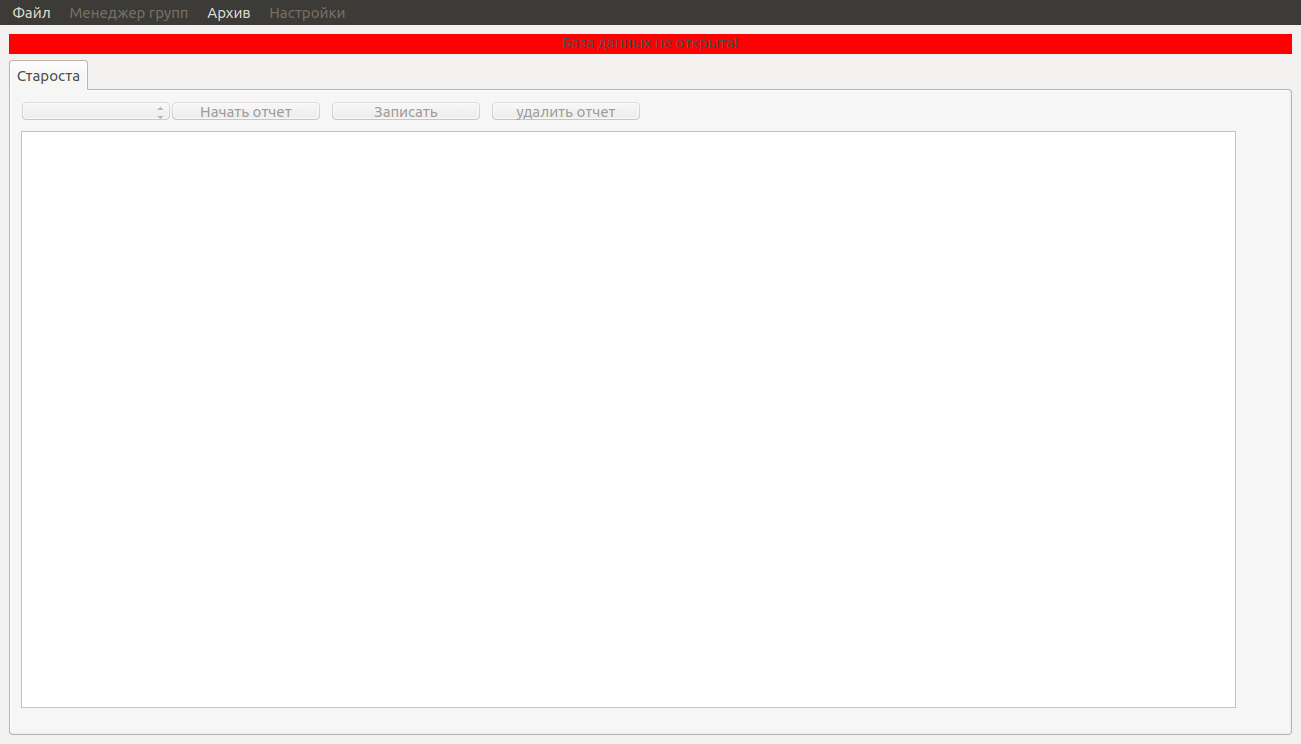 Файл Менеджер групп Архив Настройки
База данных не открыта!
Староста
Начать отчет Записать удалить отчет